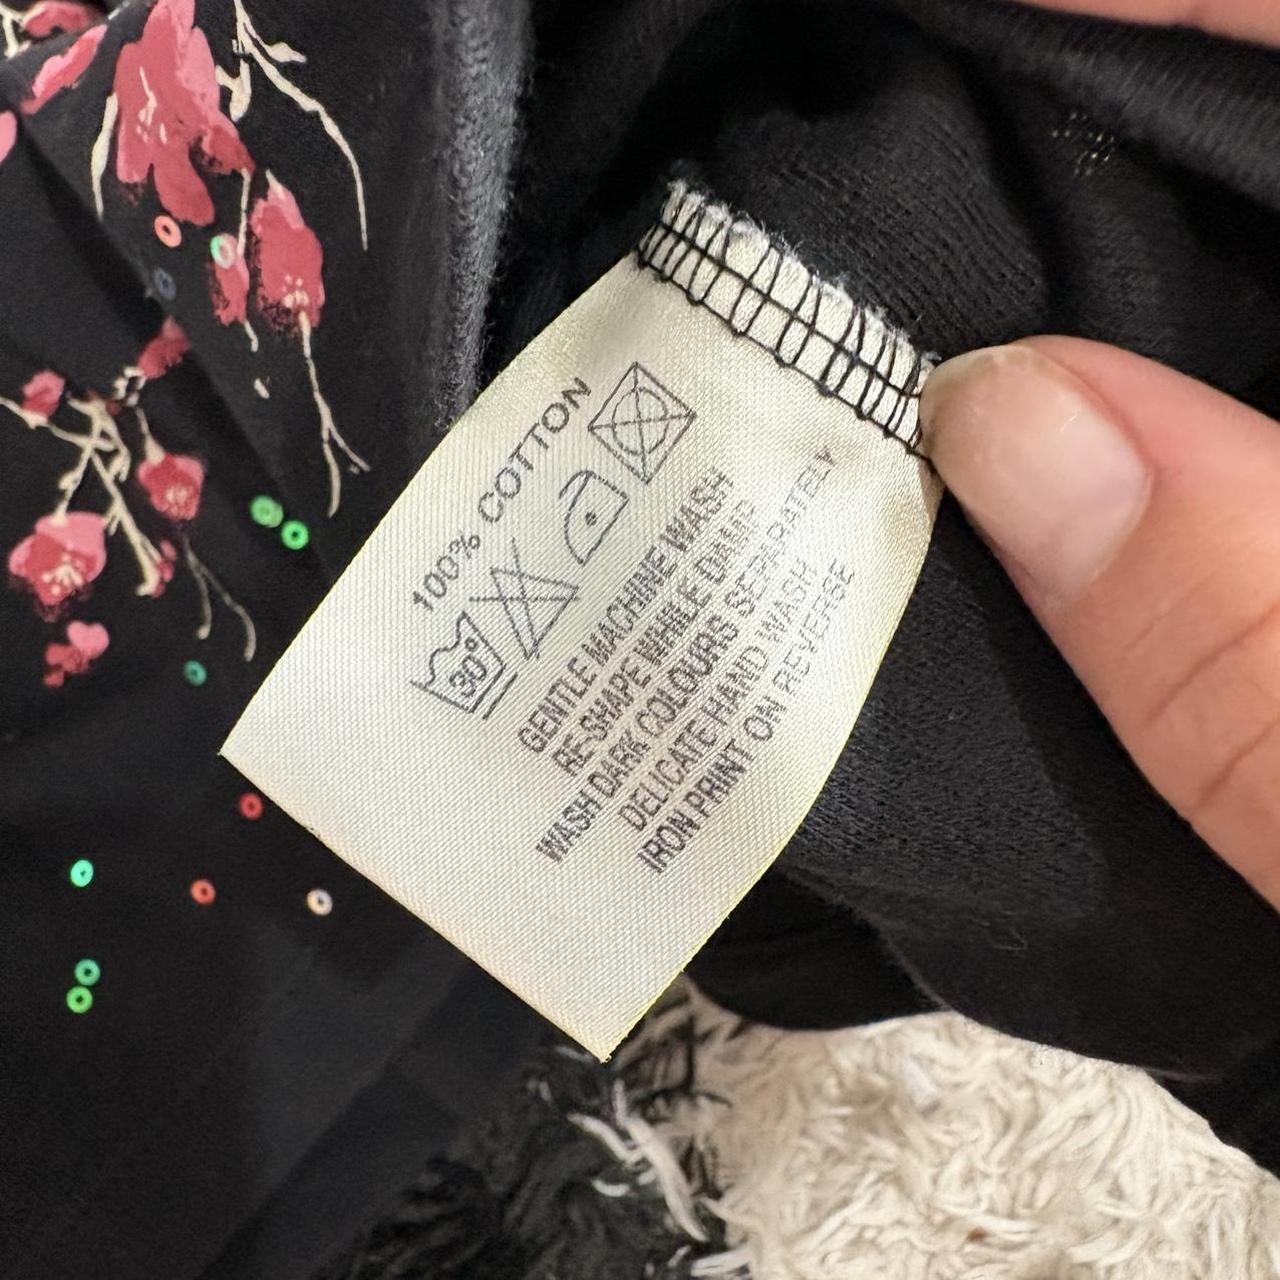 100% COTTON
30°
GENTLE MACHINE WASH
RE-SHAPE WHILE DAMP
WASH DARK COLOURS SEPARATELY
DELICATE HAND WASH
IRON PRINT ON REVERSE